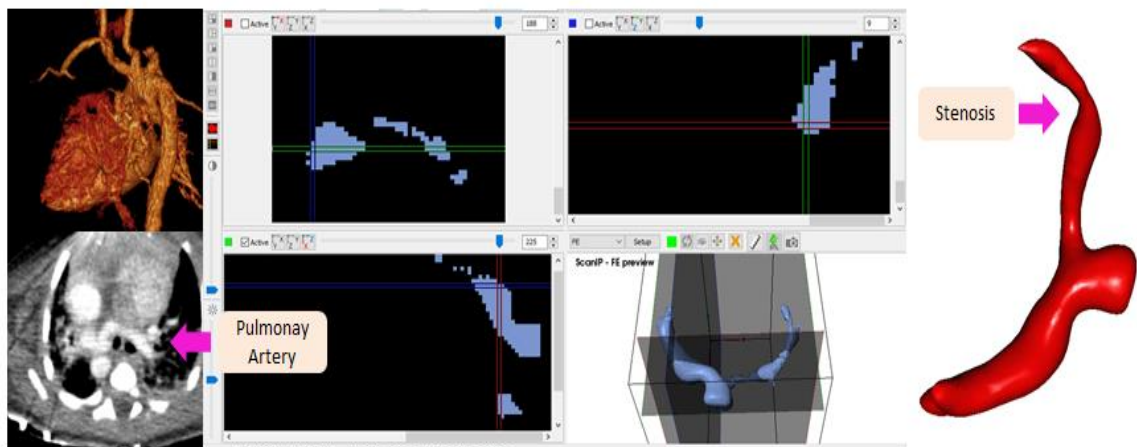 Active
188
Active
9
Stenosis
Active
225
FE
Setup
ScanIP - FE preview
Pulmonay
Artery